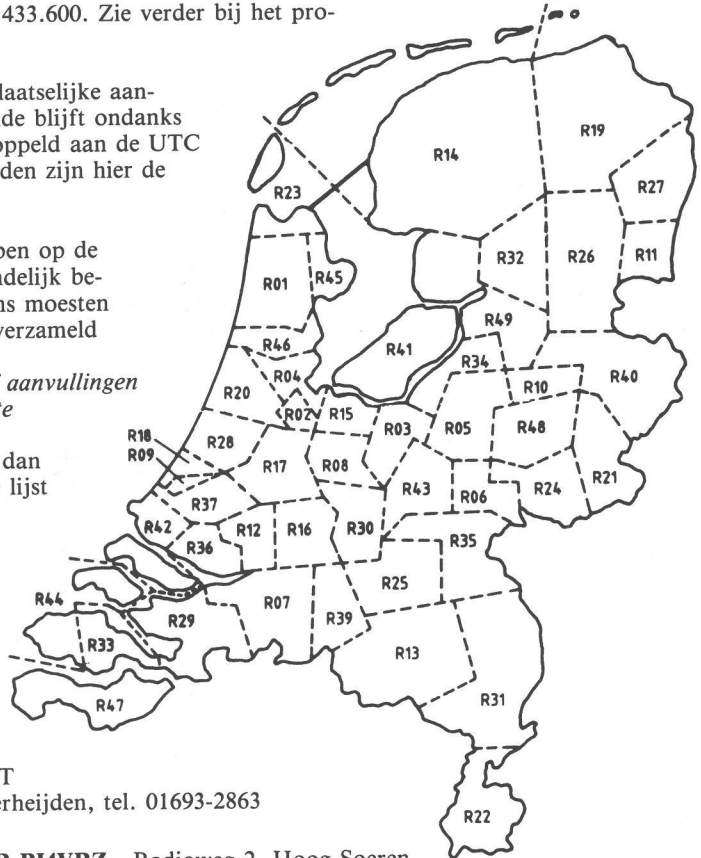 433.600. Zie verder bij het pro-
laatselijke aan-
de blijft ondanks
oppeld aan de UTC
den zijn hier de
pen op de
ndelijk be-
ns moesten
verzameld
aanvullingen
te
dan
lijst
R14
R19
R27
R23
R11
R32
R26
R01
R45
R49
R46
R41
R34
R04
R10
R40
R20
R02
R15
R03
R05
R48
R18
R28
R09
R17
R08
R21
R43
R06
R24
R37
R42
R12
R16
R30
R36
R35
R25
R44
R07
R29
R39
R33
R13
R31
R47
T
erheijden, tel. 01693-2863
R22
PI4VRZ
Radioweg 2, Hoog Soeren